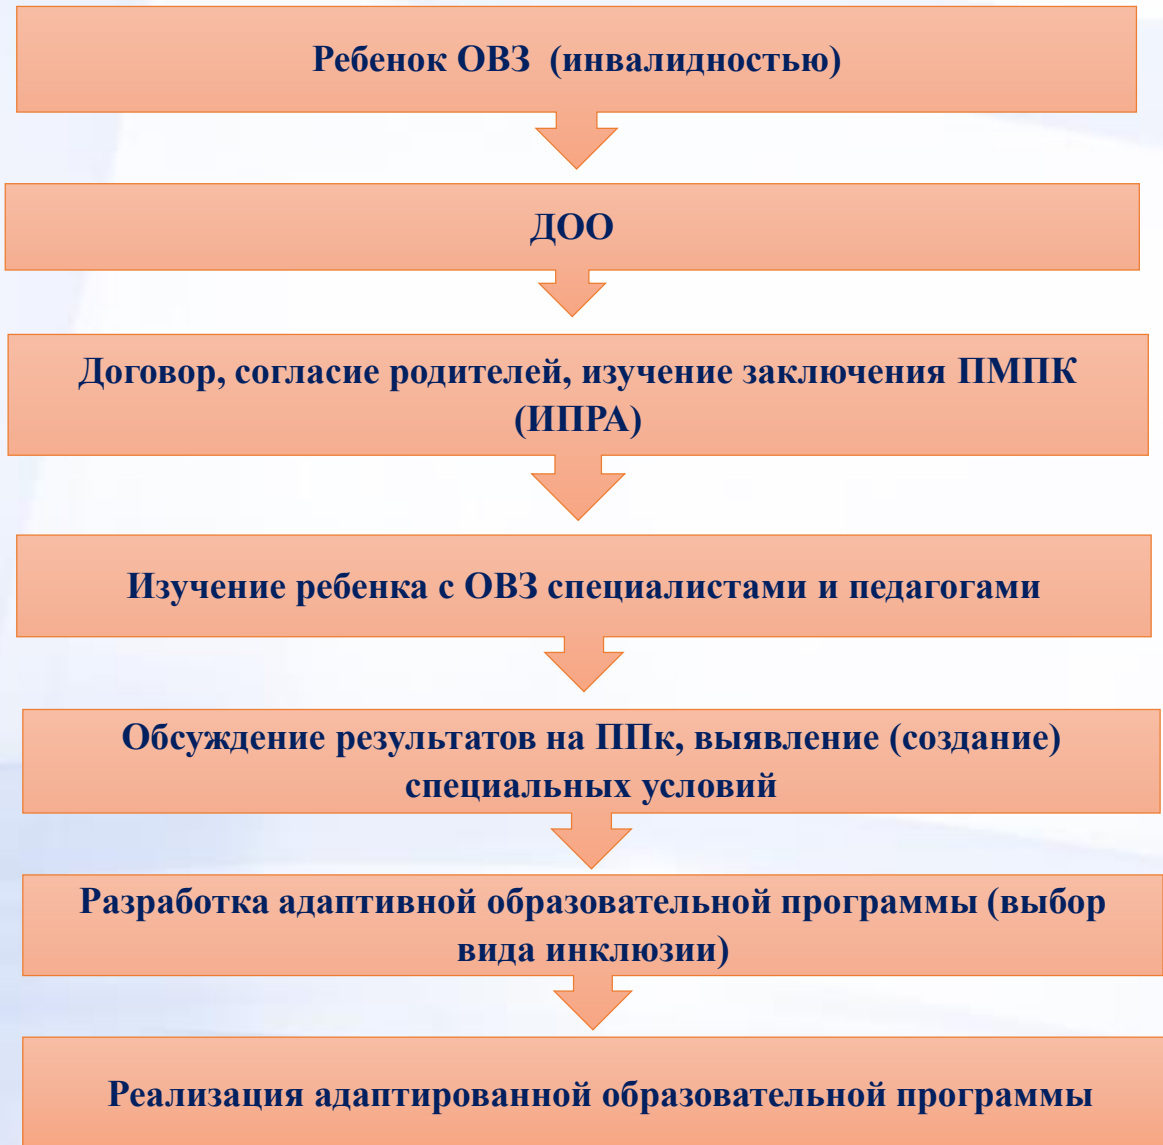 Ребенок ОВЗ (инвалидностью)
ДОО
Договор, согласие родителей, изучение заключения ПМПК
(ИПРА)
Изучение ребенка с ОВЗ специалистами и педагогами
Обсуждение результатов на ППк, выявление (создание)
специальных условий
Разработка адаптивной образовательной программы (выбор
вида инклюзии)
Реализация адаптированной образовательной программы